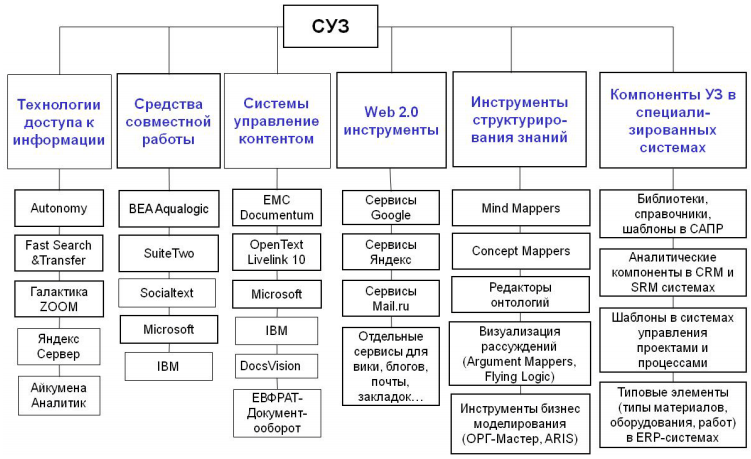 СУЗ
Технологии
доступа к
информации
Autonomy
Fast Search
&Transfer
Галактика
ZOOM
Яндекс
Сервер
Айкумена
Аналитик
Средства
совместной
работы
BEA Aqualogic
SuiteTwo
Socialtext
Microsoft
IBM
Системы
управление
контентом
EMC
Documentum
OpenText
Livelink 10
Microsoft
IBM
DocsVision
ЕВФРАТ-
Документ-
ооборот
Web 2.0
инструменты
Сервисы
Google
Сервисы
Яндекс
Сервисы
Mail.ru
Отдельные
сервисы для
вики, блогов,
почты,
закладок...
Инструменты
структуриро-
вания знаний
Mind Mappers
Concept Mappers
Редакторы
онтологий
Визуализация
рассуждений
(Argument Mappers,
Flying Logic)
Инструменты бизнес
моделирования
(ОРГ-Мастер, ARIS)
Компоненты УЗ в
специали-
зированных
системах
Библиотеки,
справочники,
шаблоны в САПР
Аналитические
компоненты в CRM и
SRM системах
Шаблоны в системах
управления
проектами и
процессами
Типовые элементы
(типы материалов,
оборудования, работ)
в ERP-системах